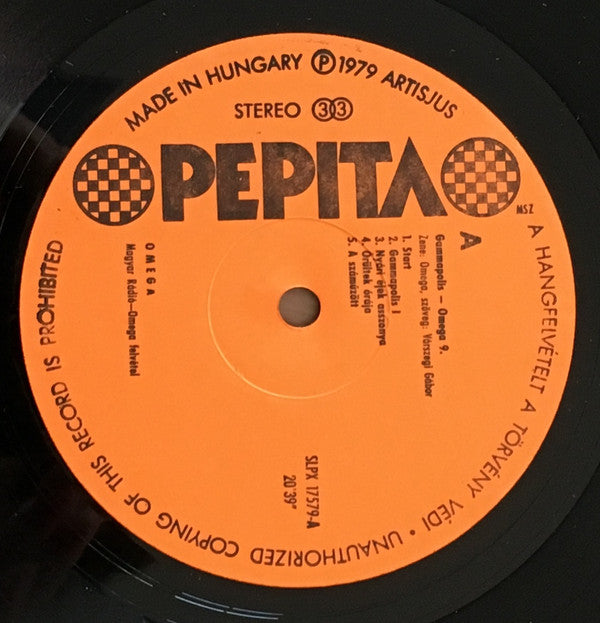 MADE IN HUNGARY Ⓟ 1979 ARTISJUS
STEREO 33
PEPITA
MSZ
A
Gammapolis – Omega 9.
Zene: Omega, szöveg: Várszegi Gábor
1. Start
2. Gammapolis I
3. Nyári éjek asszonya
4. Őrültek órája
5. A száműzött
OMEGA
Magyar Rádió–Omega felvétel
SLPX 17579-A
20'39"
A HANGFELVÉTELT A TÖRVÉNY VÉDI • UNAUTHORIZED COPYING OF THIS RECORD IS PROHIBITED